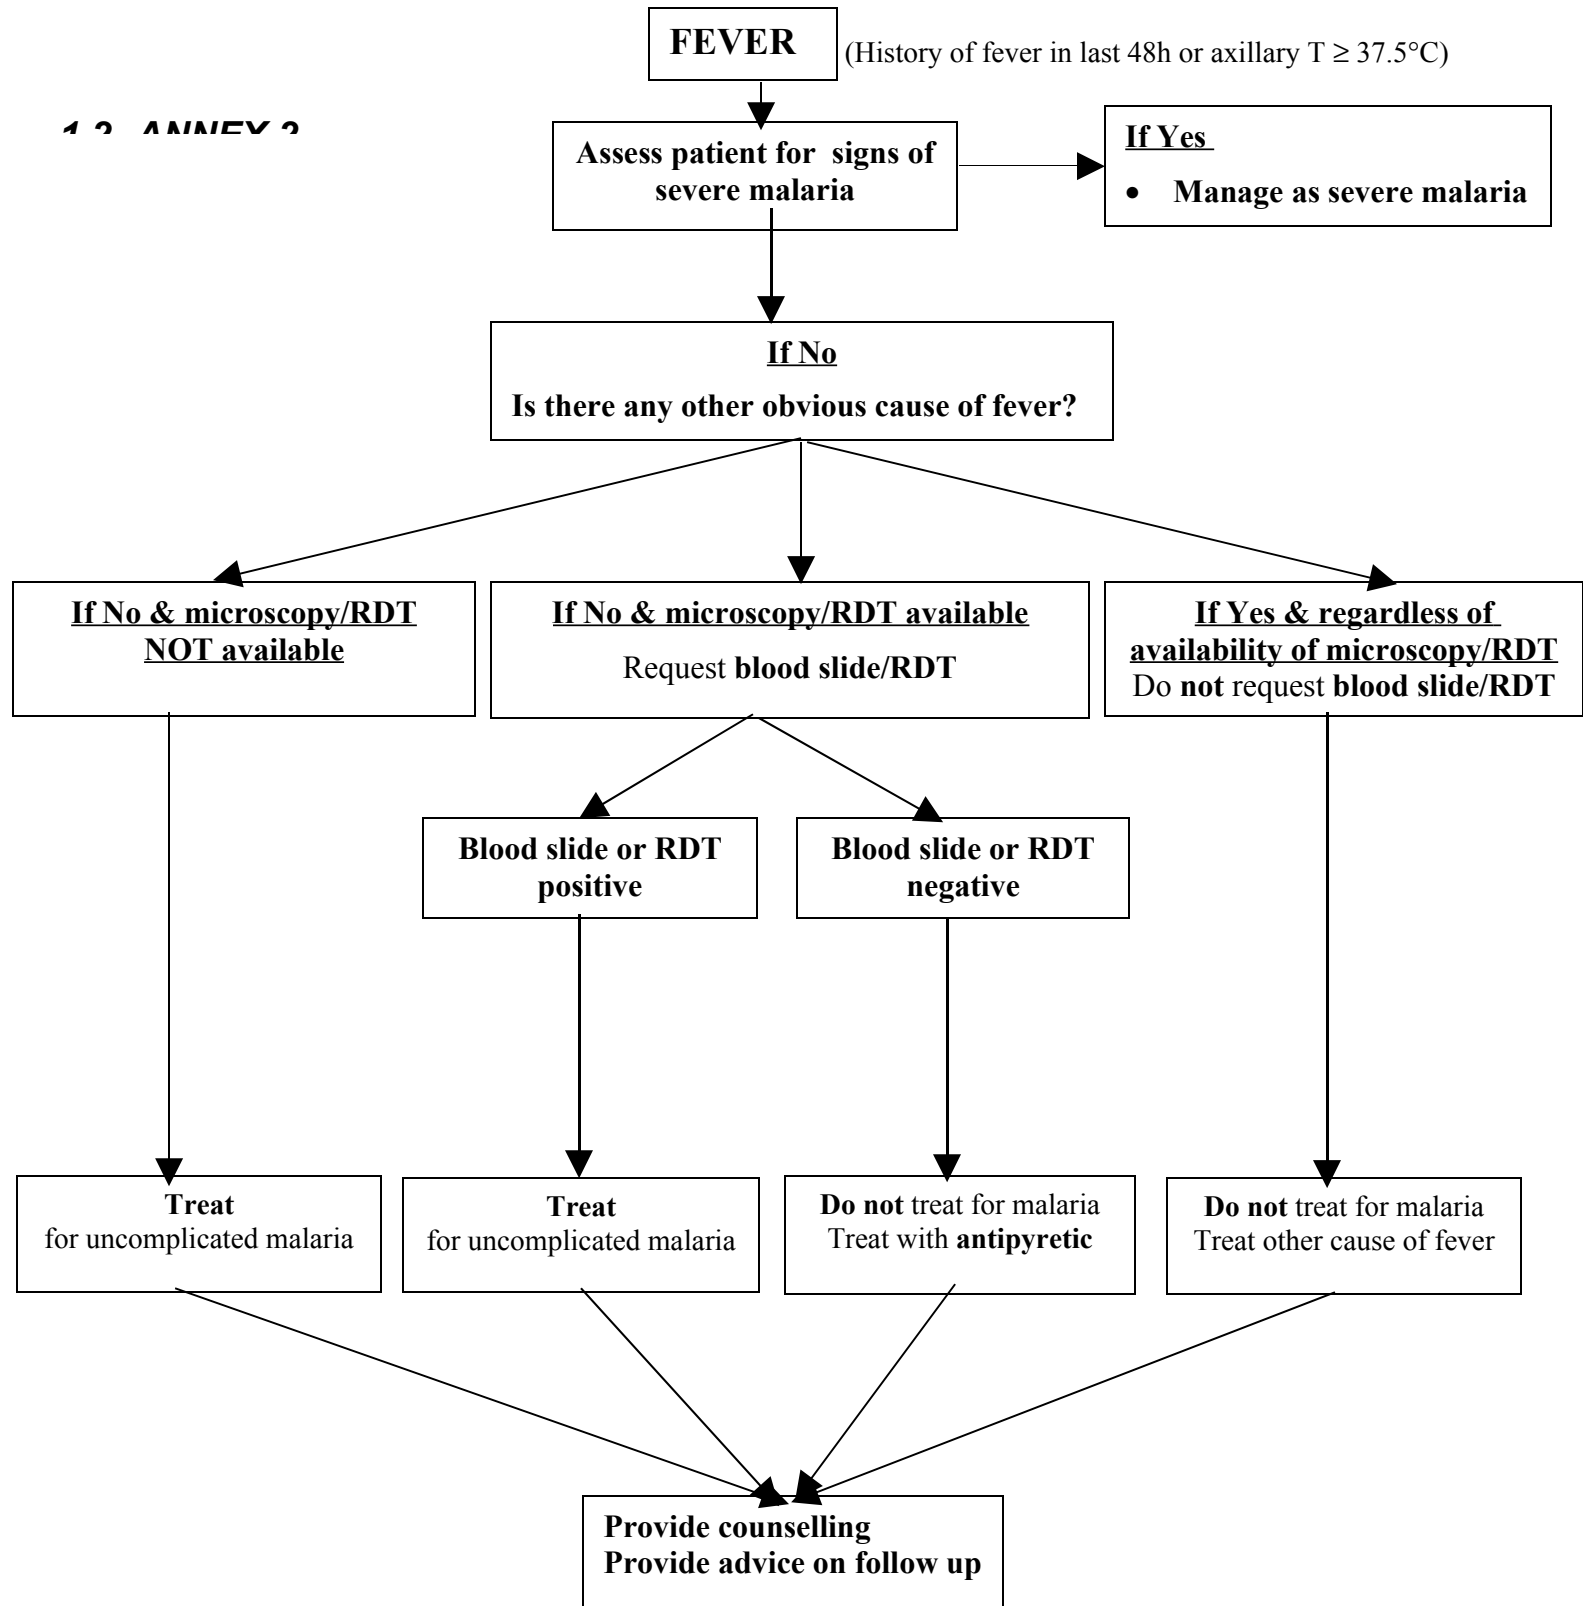 FEVER
(History of fever in last 48h or axillary T ≥ 37.5°C)
1.2 ANNEX 2
Assess patient for signs of
severe malaria
If Yes
• Manage as severe malaria
If No
Is there any other obvious cause of fever?
If No & microscopy/RDT
NOT available
If No & microscopy/RDT available
Request blood slide/RDT
If Yes & regardless of
availability of microscopy/RDT
Do not request blood slide/RDT
Blood slide or RDT
positive
Blood slide or RDT
negative
Treat
for uncomplicated malaria
Treat
for uncomplicated malaria
Do not treat for malaria
Treat with antipyretic
Do not treat for malaria
Treat other cause of fever
Provide counselling
Provide advice on follow up